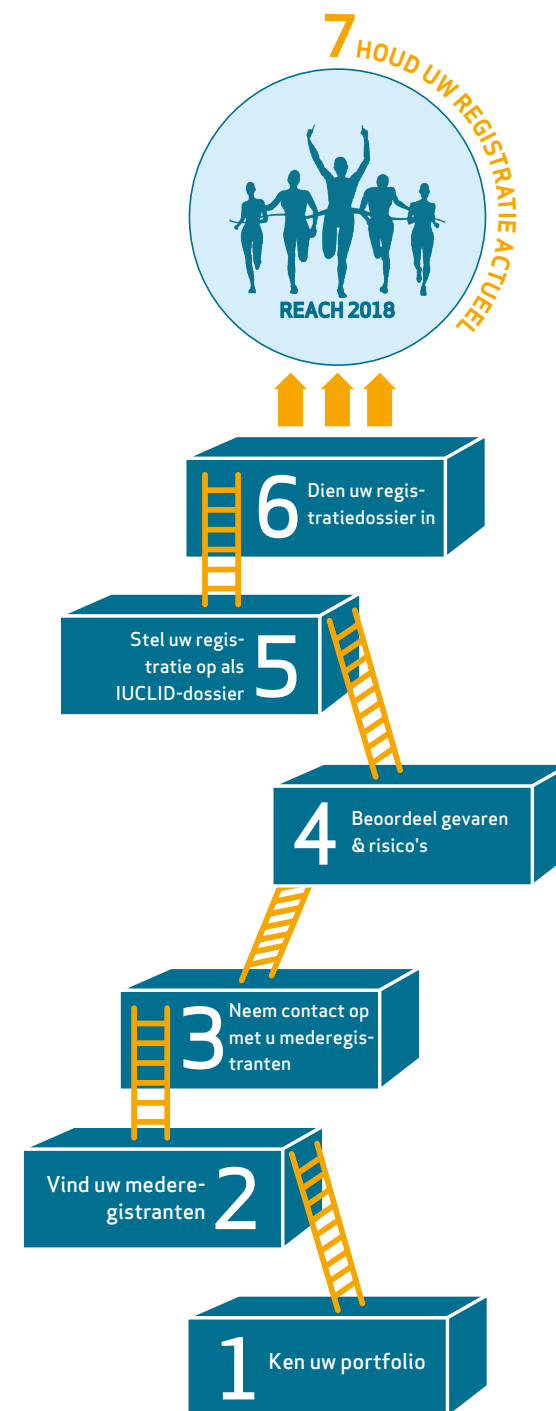 7 HOUD UW REGISTRATIE ACTUEEL
REACH 2018
6
Dien uw regis-
tratiedossier in
Stel uw regis-
tratie op als
IUCLID-dossier
5
4
Beoordeel gevaren
& risico's
3
Neem contact op
met u mederegis-
tranten
Vind uw medere-
gistranten
2
1
Ken uw portfolio